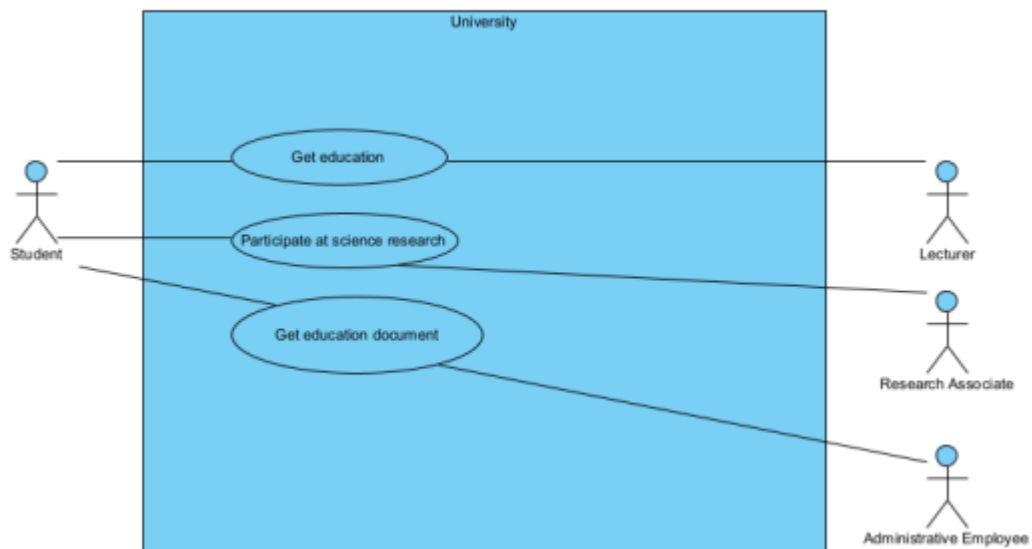 University
Get education
Participate at science research
Student
Lecturer
Get education document
Research Associate
Administrative Employee